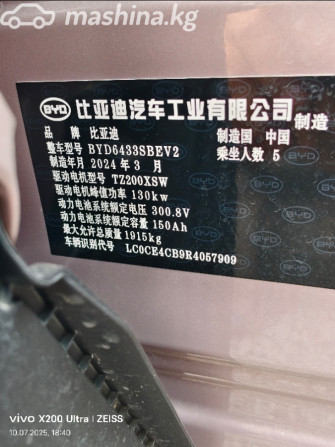 mashina.kg
BYD 比亚迪汽车工业有限公司制造
品 牌 比亚迪 制造国 中国
整车型号 BYD6433SBEV2 乘坐人数 5
制造年月 2024 年 3 月
驱动电机型号 TZ200XSW
驱动电机峰值功率 130kW
动力电池系统额定电压 300.8V
动力电池系统额定容量 150Ah
最大允许总质量 1915kg
车辆识别代号 LC0CE4CB9R4057909
vivo X200 Ultra | ZEISS
10.07.2025, 18:40